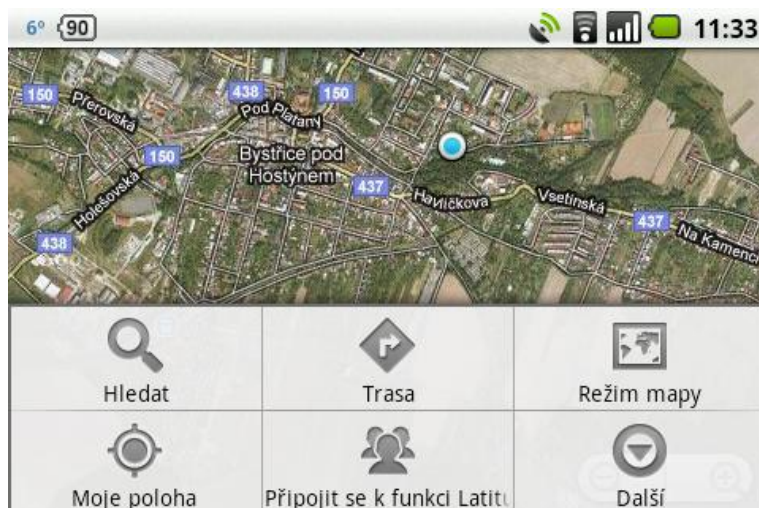 6° 90 11:33
150
Přerovská
438
150
Pod Platany
150
Bystřice pod
Hostýnem
437
Havlíčkova
Vsetínská
437
Na Kamenci
Holešovská
438
Hledat
Trasa
Režim mapy
Moje poloha
Připojit se k funkci Latitu
Další